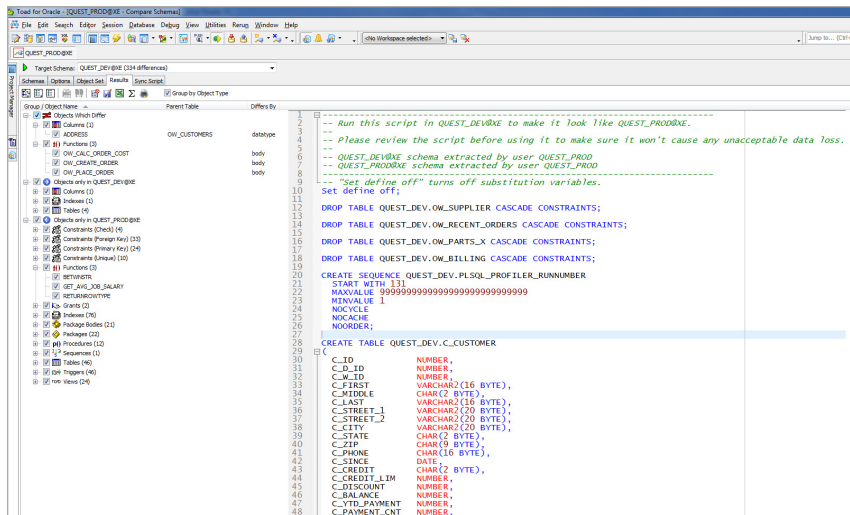 Toad for Oracle - [QUEST_PROD@XE - Compare Schemas]
File Edit Search Editor Session Database Debug View Team Utilities Rerun Window Help
<No Workspace selected>
Jump to... (Ctrl+
QUEST_PROD@XE
Target Schema: QUEST_DEV@XE (334 differences)
Schemas Options Object Set Results Sync Script
Group by Object Type
Project Manager
Group / Object Name Parent Table Differs By
Objects Which Differ
Columns (1)
ADDRESS OW_CUSTOMERS datatype
Functions (3)
OW_CALC_ORDER_COST body
OW_CREATE_ORDER body
OW_PLACE_ORDER body
Objects only in QUEST_DEV@XE
Columns (1)
Indexes (1)
Tables (4)
Objects only in QUEST_PROD@XE
Constraints (Check) (4)
Constraints (Foreign Key) (33)
Constraints (Primary Key) (24)
Constraints (Unique) (10)
Functions (3)
BETWNSTR
GET_AVG_JOB_SALARY
RETURNROWTYPE
Grants (2)
Indexes (76)
Package Bodies (21)
Packages (22)
Procedures (12)
Sequences (1)
Tables (46)
Triggers (46)
Views (24)
1 --------------------------------------------------------------------------
2 -- Run this script in QUEST_DEV@XE to make it look like QUEST_PROD@XE.
3 --
4 -- Please review the script before using it to make sure it won't cause any unacceptable data loss.
5 --
6 -- QUEST_DEV@XE schema extracted by user QUEST_PROD
7 -- QUEST_PROD@XE schema extracted by user QUEST_PROD
8 --------------------------------------------------------------------------
9 -- "Set define off" turns off substitution variables.
10 Set define off;
11
12 DROP TABLE QUEST_DEV.OW_SUPPLIER CASCADE CONSTRAINTS;
13
14 DROP TABLE QUEST_DEV.OW_RECENT_ORDERS CASCADE CONSTRAINTS;
15
16 DROP TABLE QUEST_DEV.OW_PARTS_X CASCADE CONSTRAINTS;
17
18 DROP TABLE QUEST_DEV.OW_BILLING CASCADE CONSTRAINTS;
19
20 CREATE SEQUENCE QUEST_DEV.PLSQL_PROFILER_RUNNUMBER
21 START WITH 131
22 MAXVALUE 9999999999999999999999999999
23 MINVALUE 1
24 NOCYCLE
25 NOCACHE
26 NOORDER;
27
28 CREATE TABLE QUEST_DEV.C_CUSTOMER
29 (
30 C_ID NUMBER,
31 C_D_ID NUMBER,
32 C_W_ID NUMBER,
33 C_FIRST VARCHAR2(16 BYTE),
34 C_MIDDLE CHAR(2 BYTE),
35 C_LAST VARCHAR2(16 BYTE),
36 C_STREET_1 VARCHAR2(20 BYTE),
37 C_STREET_2 VARCHAR2(20 BYTE),
38 C_CITY VARCHAR2(20 BYTE),
39 C_STATE CHAR(2 BYTE),
40 C_ZIP CHAR(9 BYTE),
41 C_PHONE CHAR(16 BYTE),
42 C_SINCE DATE,
43 C_CREDIT CHAR(2 BYTE),
44 C_CREDIT_LIM NUMBER,
45 C_DISCOUNT NUMBER,
46 C_BALANCE NUMBER,
47 C_YTD_PAYMENT NUMBER,
48 C_PAYMENT_CNT NUMBER,